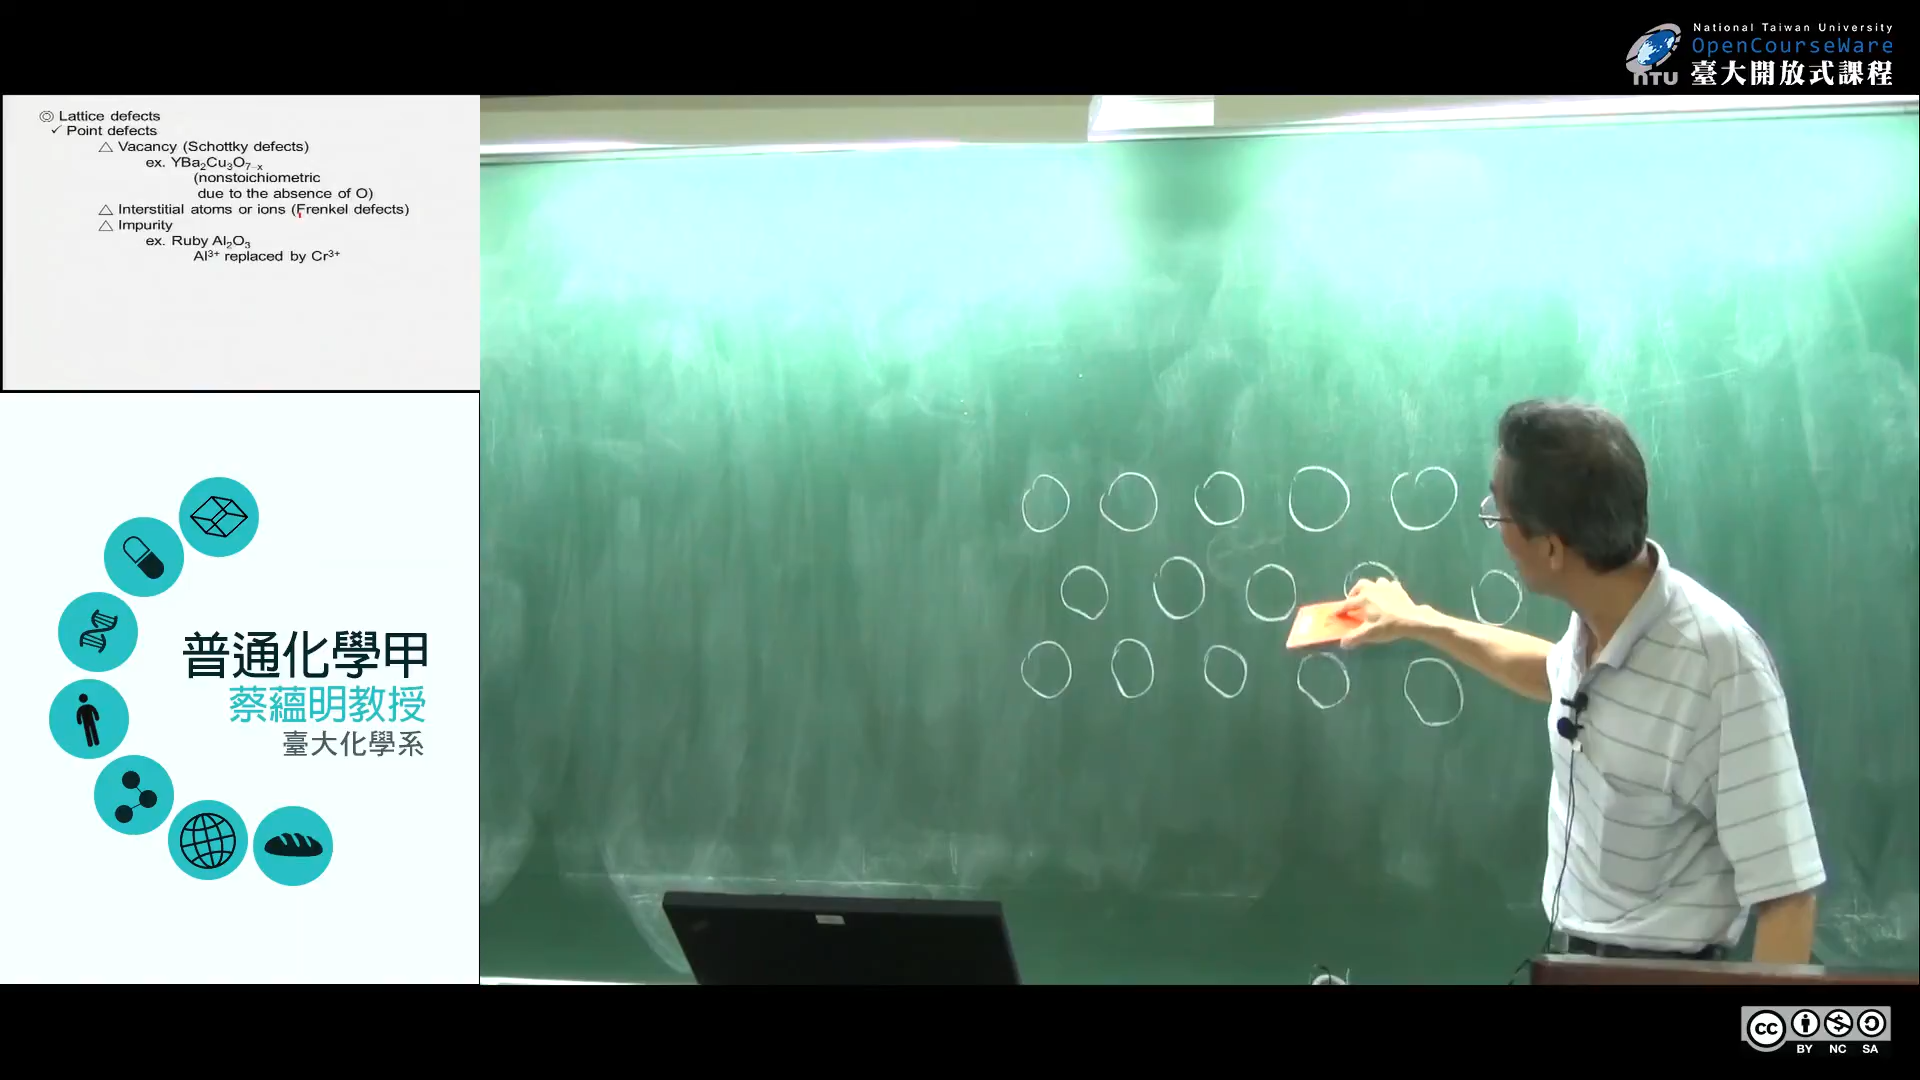 National Taiwan University
OpenCourseWare
NTU 臺大開放式課程
◎ Lattice defects
✓ Point defects
△ Vacancy (Schottky defects)
ex. YBa₂Cu₃O₇₋ₓ
(nonstoichiometric
due to the absence of O)
△ Interstitial atoms or ions (Frenkel defects)
△ Impurity
ex. Ruby Al₂O₃
Al³⁺ replaced by Cr³⁺
普通化學甲
蔡蘊明教授
臺大化學系
cc
BY NC SA